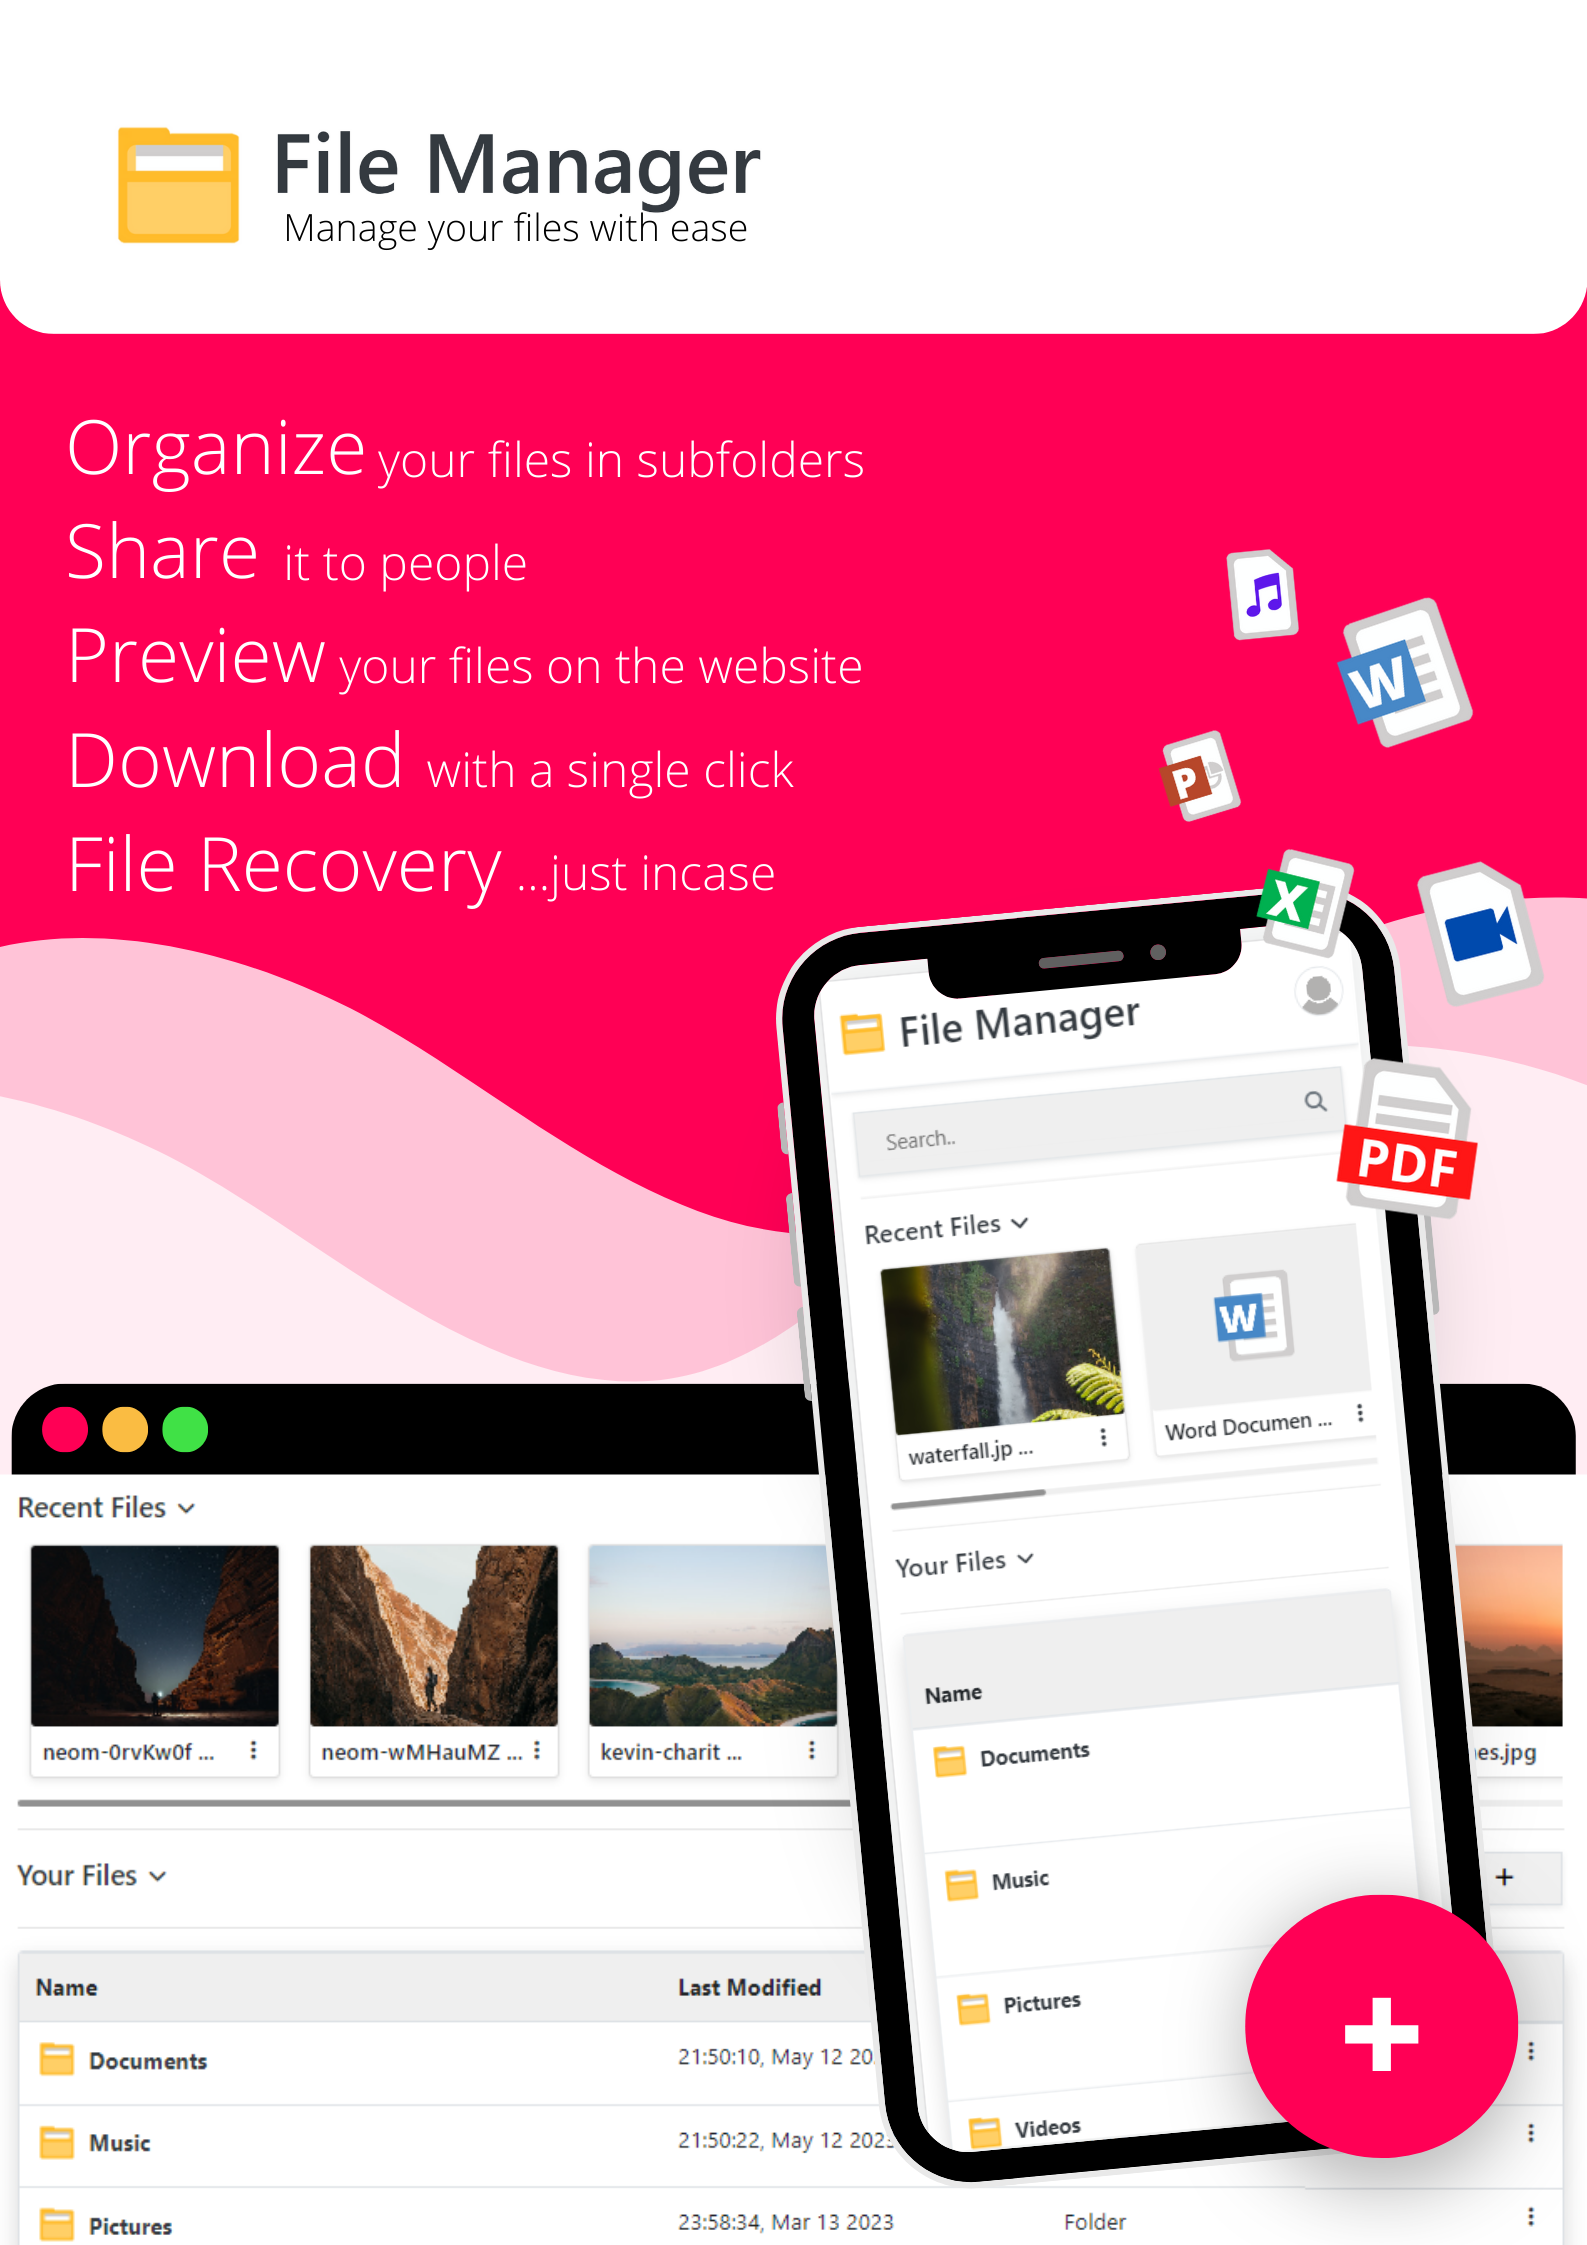 File Manager
Manage your files with ease
Organize your files in subfolders
Share it to people
Preview your files on the website
Download with a single click
File Recovery ...just incase
W
P
X
PDF
File Manager
Search..
Recent Files
W
waterfall.jp ...
Word Documen ...
Your Files
Name
Documents
Music
Pictures
Videos
+
Recent Files
neom-0rvKw0f ...
neom-wMHauMZ ...
kevin-charit ...
es.jpg
Your Files
+
Name Last Modified
Documents 21:50:10, May 12
Music 21:50:22, May 12
Pictures 23:58:34, Mar 13 2023 Folder